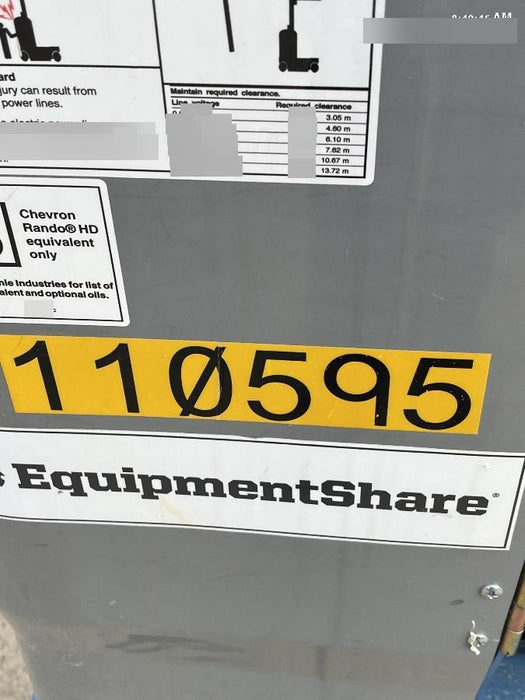 AM
ard
jury can result from
power lines.
Maintain required clearance.
Line voltage Required clearance
3.05 m
4.60 m
6.10 m
7.62 m
10.67 m
13.72 m
Chevron
Rando® HD
equivalent
only
nie Industries for list of
alent and optional oils.
110595
EquipmentShare